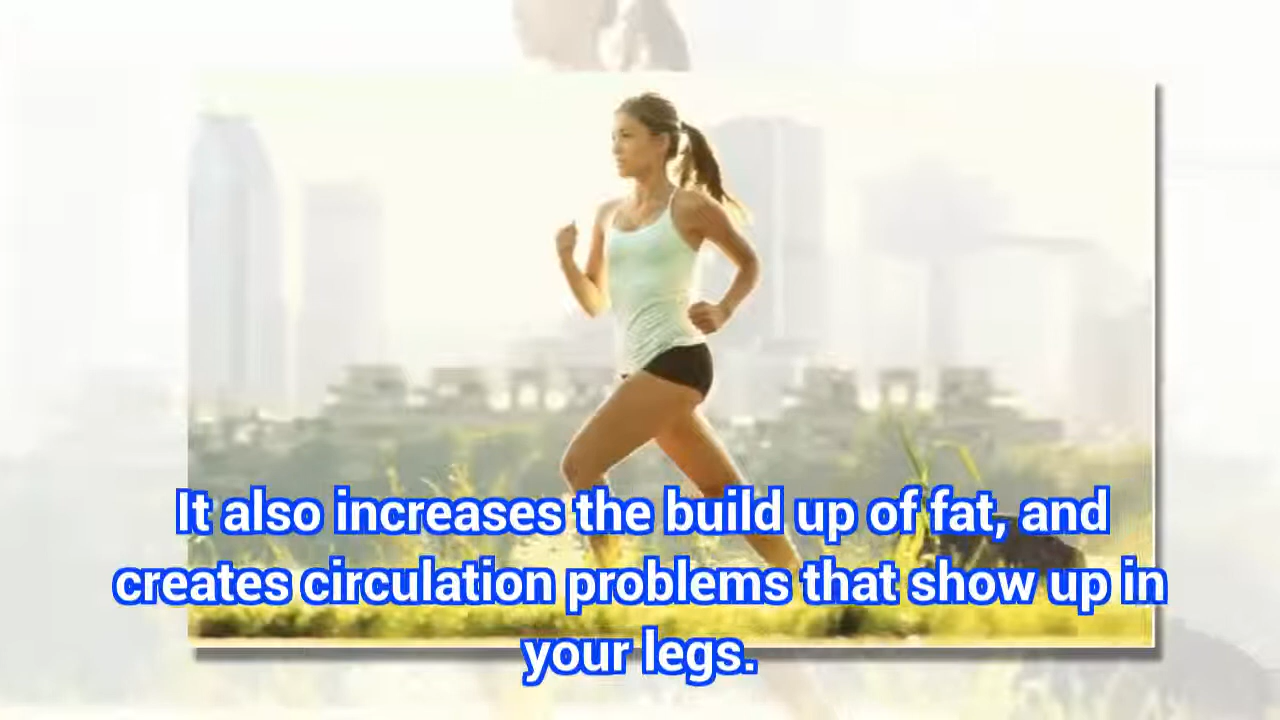 It also increases the build up of fat, and
creates circulation problems that show up in
your legs.